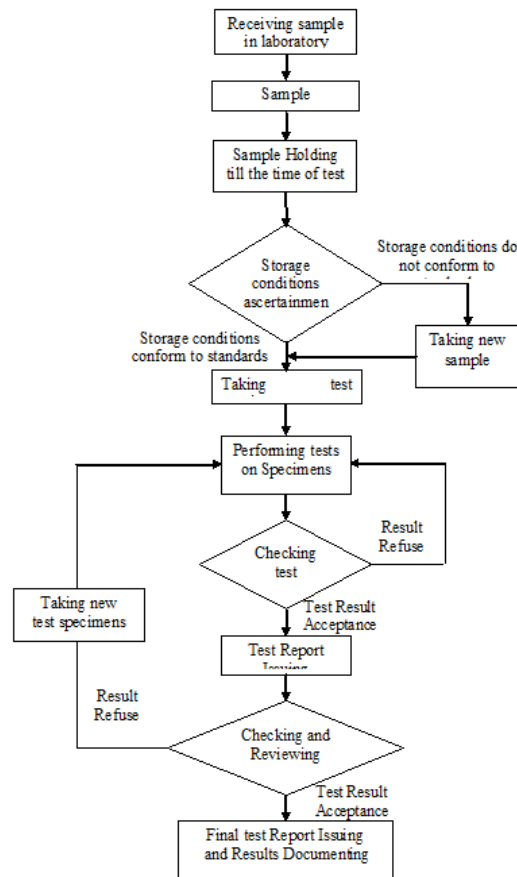 Receiving sample
in laboratory
Sample
Sample Holding
till the time of test
Storage
conditions
ascertainmen
Storage conditions do
not conform to
Storage conditions
conform to standards
Taking new
sample
Taking test
Performing tests
on Specimens
Checking
test
Result
Refuse
Taking new
test specimens
Test Result
Acceptance
Test Report
Issuing
Result
Refuse
Checking and
Reviewing
Test Result
Acceptance
Final test Report Issuing
and Results Documenting